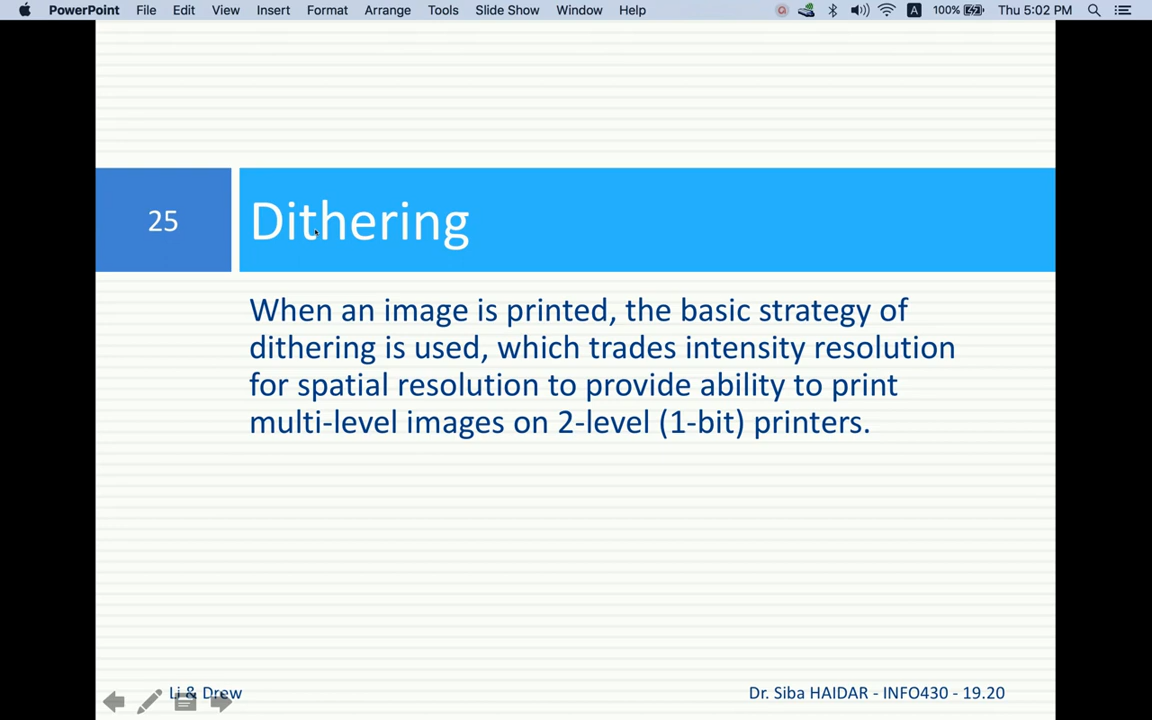 PowerPoint File Edit View Insert Format Arrange Tools Slide Show Window Help A 100% Thu 5:02 PM
25
Dithering
When an image is printed, the basic strategy of
dithering is used, which trades intensity resolution
for spatial resolution to provide ability to print
multi-level images on 2-level (1-bit) printers.
Li & Drew
Dr. Siba HAIDAR - INFO430 - 19.20